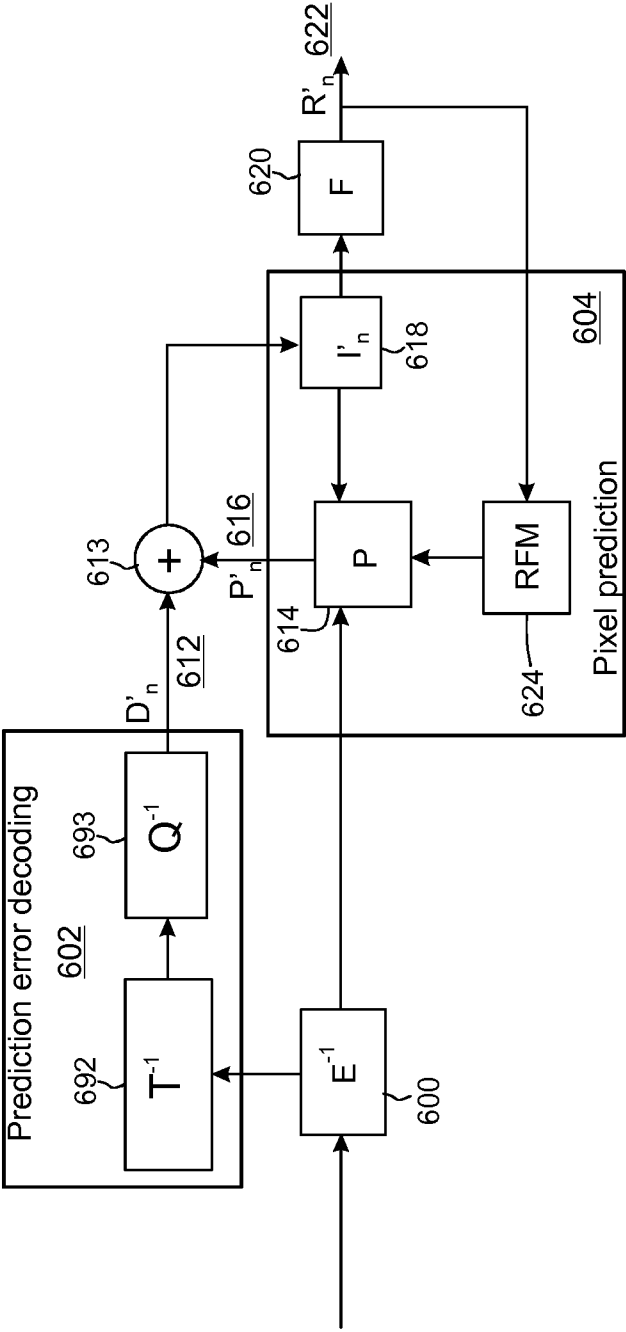 Prediction error decoding
602
692
T⁻¹
693
Q⁻¹
D'n
612
613
+
P'n
616
E⁻¹
600
614
P
I'n
618
RFM
624
Pixel prediction
604
620
F
R'n
622